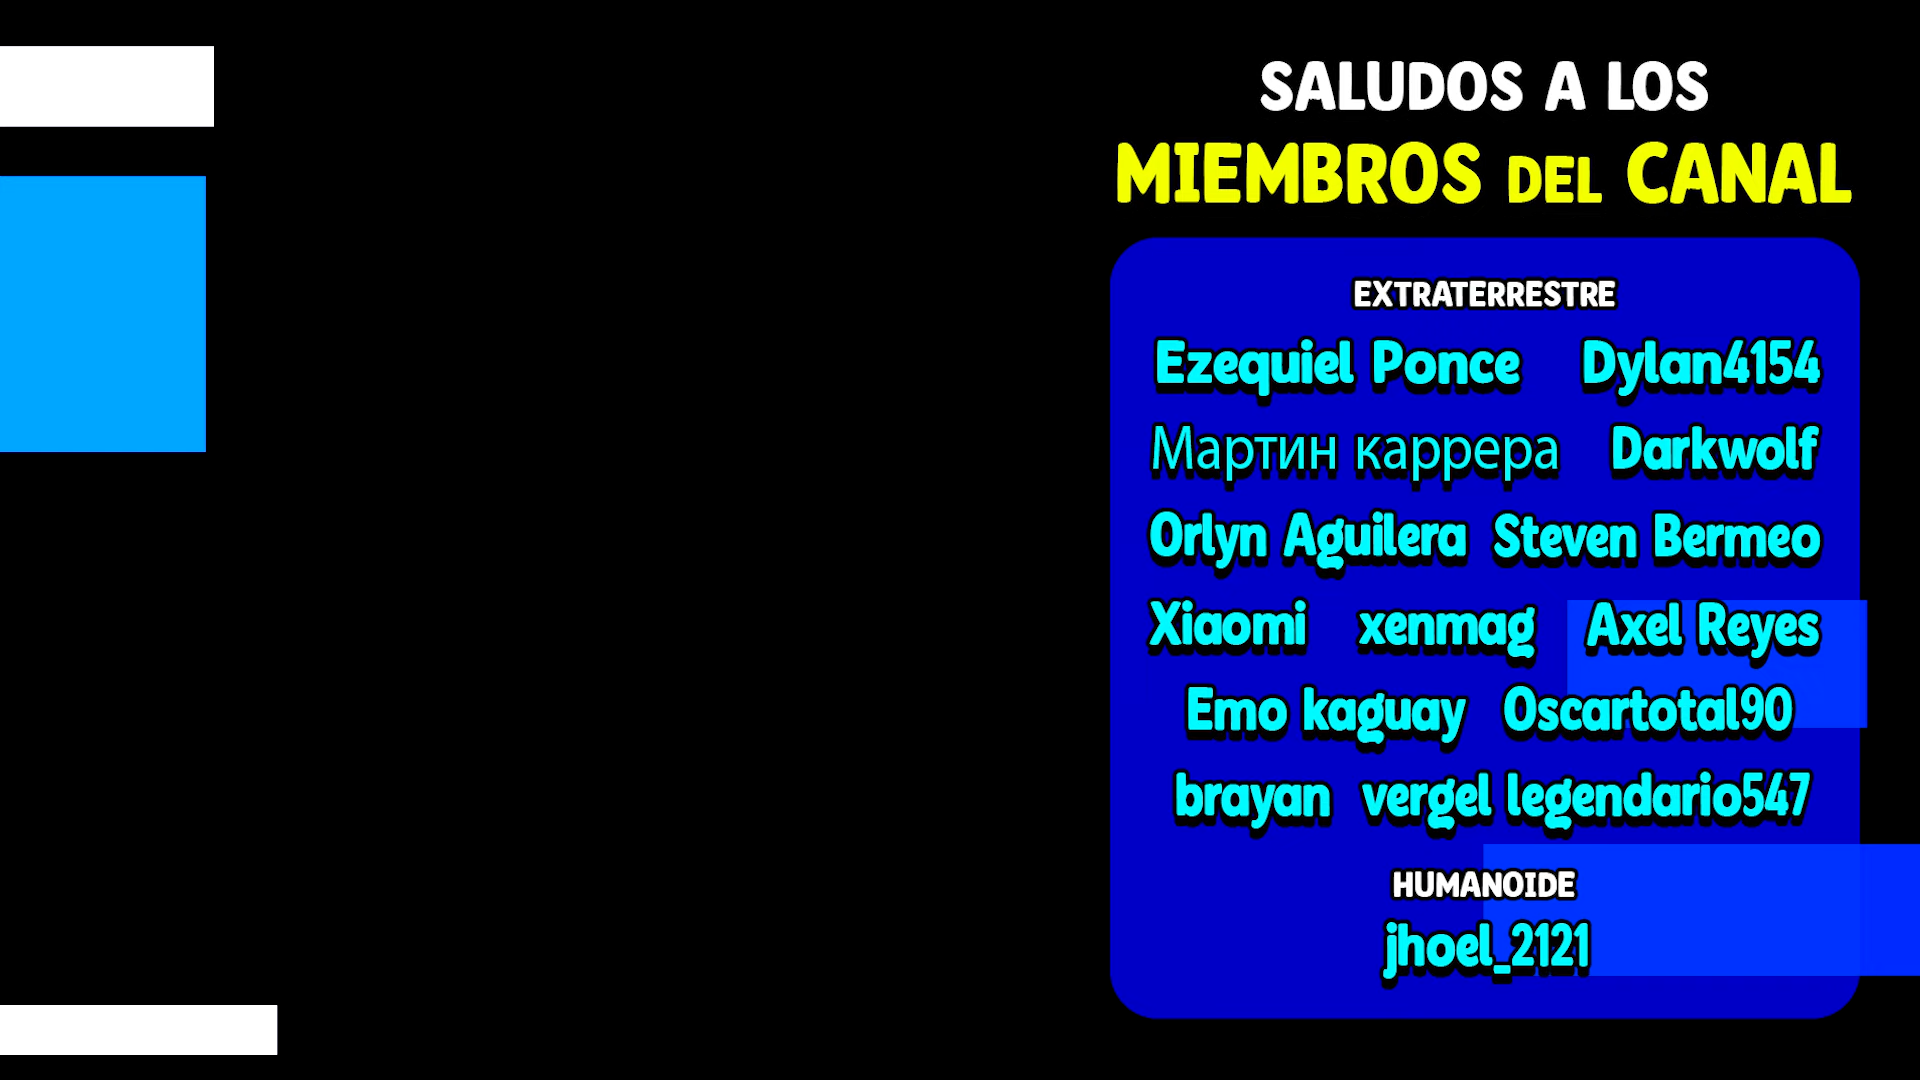 SALUDOS A LOS
MIEMBROS DEL CANAL
EXTRATERRESTRE
Ezequiel Ponce Dylan4154
Мартин каррера Darkwolf
Orlyn Aguilera Steven Bermeo
Xiaomi xenmag Axel Reyes
Emo kaguay Oscartotal90
brayan vergel legendario547
HUMANOIDE
jhoel_2121